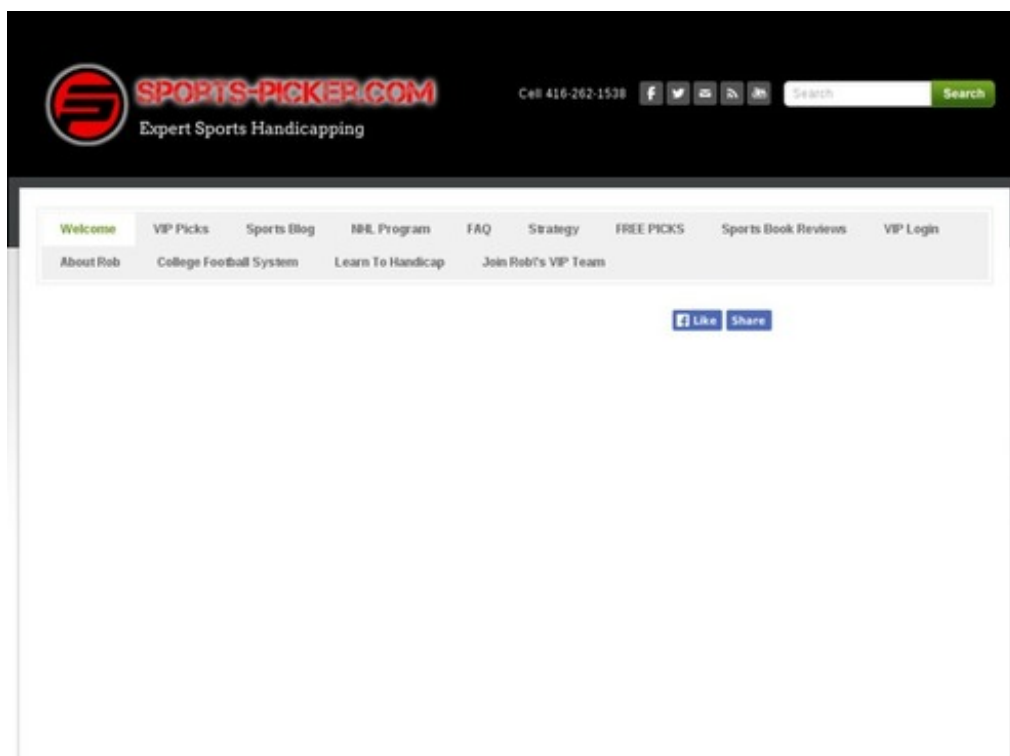 SPORTS-PICKER.COM
Expert Sports Handicapping
Cell 416-262-1538
Search
Search
Welcome VIP Picks Sports Blog NHL Program FAQ Strategy FREE PICKS Sports Book Reviews VIP Login
About Rob College Football System Learn To Handicap Join Rob\'s VIP Team
Like Share